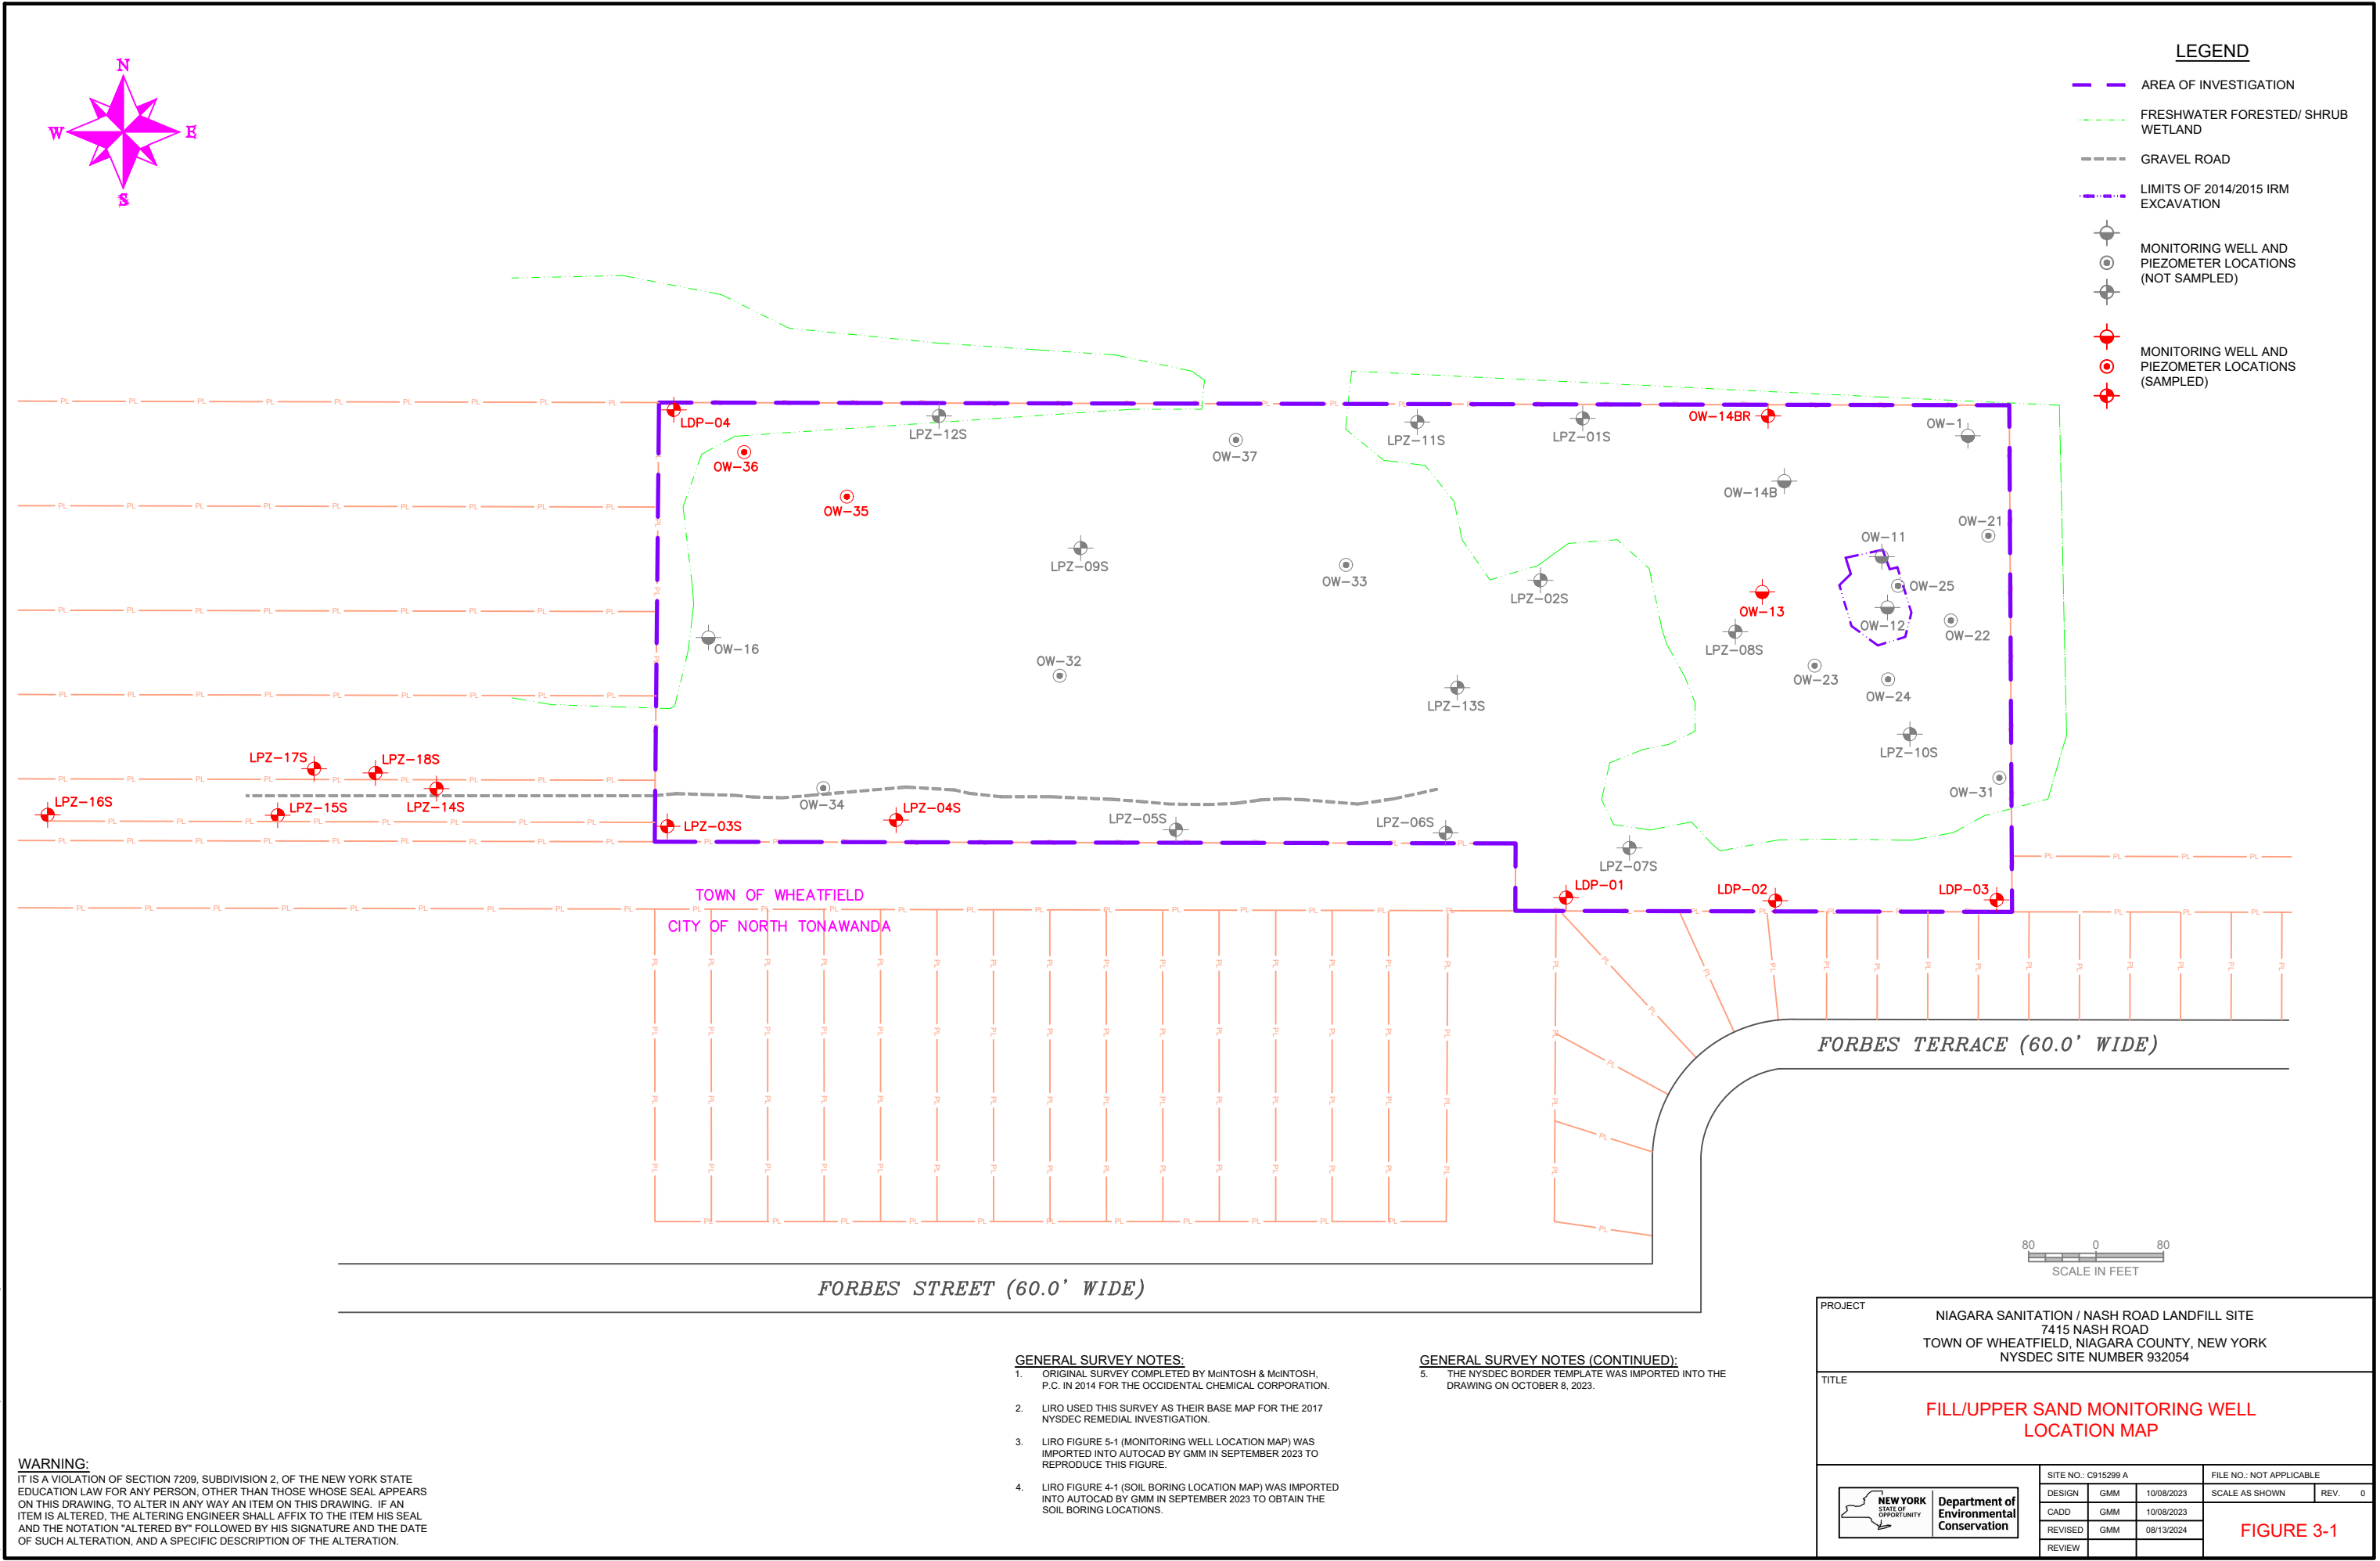 N
W
E
S
LEGEND
AREA OF INVESTIGATION
FRESHWATER FORESTED/ SHRUB
WETLAND
GRAVEL ROAD
LIMITS OF 2014/2015 IRM
EXCAVATION
MONITORING WELL AND
PIEZOMETER LOCATIONS
(NOT SAMPLED)
MONITORING WELL AND
PIEZOMETER LOCATIONS
(SAMPLED)
LDP-04
LPZ-12S
OW-37
LPZ-11S
LPZ-01S
OW-14BR
OW-1
OW-36
OW-35
OW-14B
OW-21
OW-11
LPZ-09S
OW-33
LPZ-02S
OW-25
OW-13
OW-12
OW-22
OW-16
OW-32
LPZ-08S
OW-23
OW-24
LPZ-13S
LPZ-10S
LPZ-17S
LPZ-18S
OW-31
LPZ-16S
LPZ-15S
LPZ-14S
OW-34
LPZ-04S
LPZ-03S
LPZ-05S
LPZ-06S
LPZ-07S
LDP-01
LDP-02
LDP-03
TOWN OF WHEATFIELD
CITY OF NORTH TONAWANDA
PL
FORBES TERRACE (60.0' WIDE)
FORBES STREET (60.0' WIDE)
80 0 80
SCALE IN FEET
GENERAL SURVEY NOTES:
1. ORIGINAL SURVEY COMPLETED BY McINTOSH & McINTOSH,
P.C. IN 2014 FOR THE OCCIDENTAL CHEMICAL CORPORATION.
2. LIRO USED THIS SURVEY AS THEIR BASE MAP FOR THE 2017
NYSDEC REMEDIAL INVESTIGATION.
3. LIRO FIGURE 5-1 (MONITORING WELL LOCATION MAP) WAS
IMPORTED INTO AUTOCAD BY GMM IN SEPTEMBER 2023 TO
REPRODUCE THIS FIGURE.
4. LIRO FIGURE 4-1 (SOIL BORING LOCATION MAP) WAS IMPORTED
INTO AUTOCAD BY GMM IN SEPTEMBER 2023 TO OBTAIN THE
SOIL BORING LOCATIONS.
GENERAL SURVEY NOTES (CONTINUED):
5. THE NYSDEC BORDER TEMPLATE WAS IMPORTED INTO THE
DRAWING ON OCTOBER 8, 2023.
WARNING:
IT IS A VIOLATION OF SECTION 7209, SUBDIVISION 2, OF THE NEW YORK STATE
EDUCATION LAW FOR ANY PERSON, OTHER THAN THOSE WHOSE SEAL APPEARS
ON THIS DRAWING, TO ALTER IN ANY WAY AN ITEM ON THIS DRAWING. IF AN
ITEM IS ALTERED, THE ALTERING ENGINEER SHALL AFFIX TO THE ITEM HIS SEAL
AND THE NOTATION "ALTERED BY" FOLLOWED BY HIS SIGNATURE AND THE DATE
OF SUCH ALTERATION, AND A SPECIFIC DESCRIPTION OF THE ALTERATION.
PROJECT
NIAGARA SANITATION / NASH ROAD LANDFILL SITE
7415 NASH ROAD
TOWN OF WHEATFIELD, NIAGARA COUNTY, NEW YORK
NYSDEC SITE NUMBER 932054
TITLE
FILL/UPPER SAND MONITORING WELL
LOCATION MAP
NEW YORK
STATE OF
OPPORTUNITY
Department of
Environmental
Conservation
SITE NO.: C915299 A
FILE NO.: NOT APPLICABLE
DESIGN GMM 10/08/2023
SCALE AS SHOWN
REV. 0
CADD GMM 10/08/2023
REVISED GMM 08/13/2024
REVIEW
FIGURE 3-1